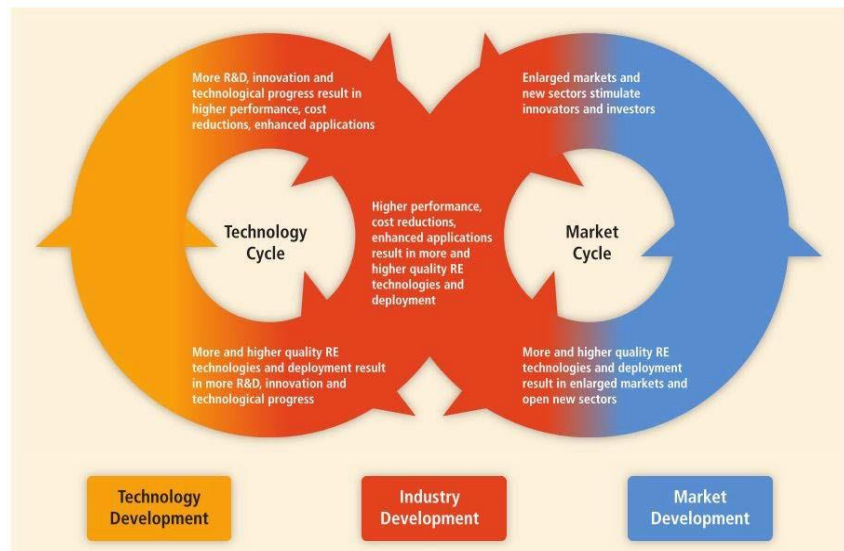 More R&D, innovation and
technological progress result in
higher performance, cost
reductions, enhanced applications
Enlarged markets and
new sectors stimulate
innovators and investors
Technology
Cycle
Higher performance,
cost reductions,
enhanced applications
result in more and
higher quality RE
technologies and
deployment
Market
Cycle
More and higher quality RE
technologies and deployment result
in more R&D, innovation and
technological progress
More and higher quality RE
technologies and deployment
result in enlarged markets and
open new sectors
Technology
Development
Industry
Development
Market
Development